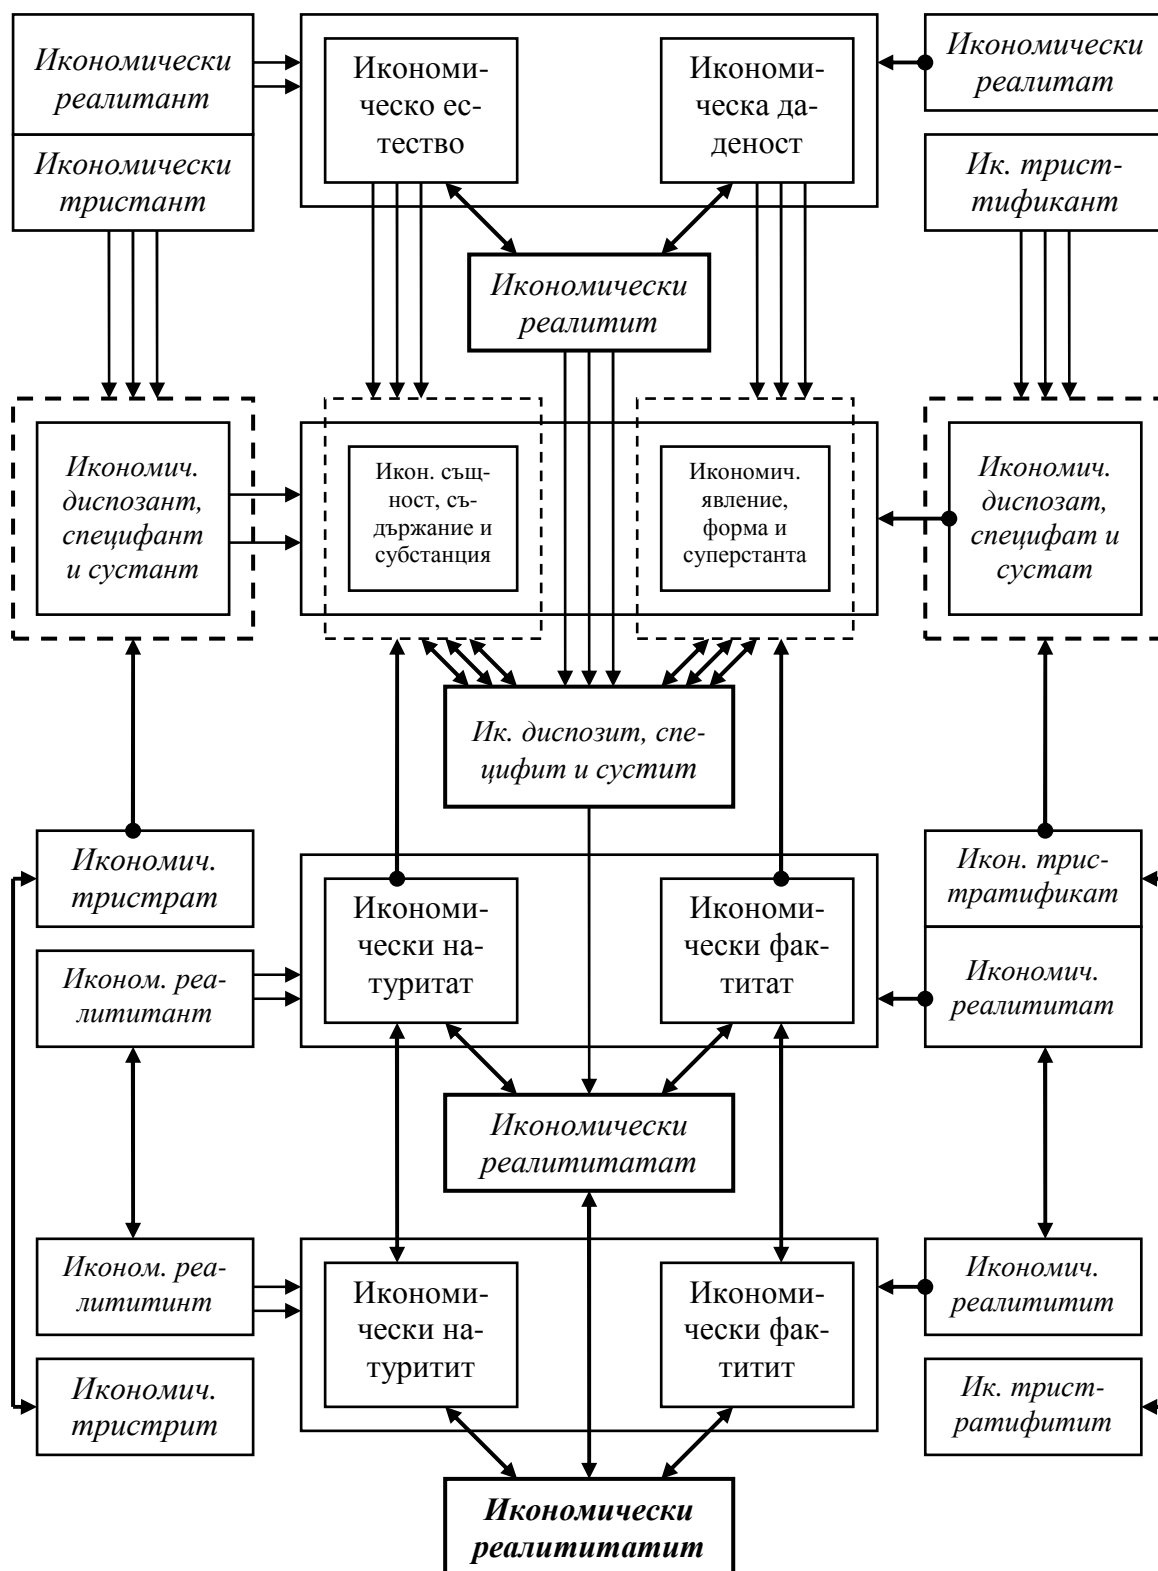 Икономически
реалитант
Икономически
тристант
Икономи-
ческо ес-
тество
Икономи-
ческа да-
деност
Икономически
реалитат
Ик. трист-
тификант
Икономически
реалитит
Икономич.
диспозант,
специфант
и сустант
Икон. същ-
ност, съ-
държание и
субстанция
Икономич.
явление,
форма и
суперстанта
Икономич.
диспозат,
специфат и
сустат
Ик. диспозит, спе-
цифит и сустит
Икономич.
тристрат
Иконом. реа-
лититант
Икономи-
чески на-
туритат
Икономи-
чески фак-
титат
Икон. трис-
тратификат
Икономич.
реалититат
Икономически
реалититатат
Иконом. реа-
лититинт
Икономич.
тристрит
Икономи-
чески на-
туритит
Икономи-
чески фак-
титит
Икономич.
реалититит
Ик. трист-
ратифитит
Икономически
реалититатит